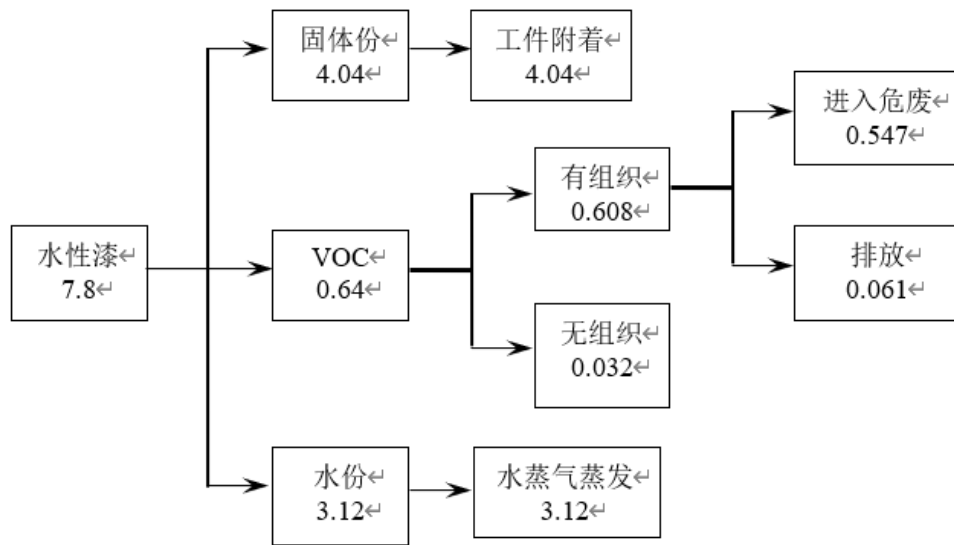 固体份↵
4.04↵
工件附着↵
4.04↵
进入危废↵
0.547↵
有组织↵
0.608↵
水性漆↵
7.8↵
VOC↵
0.64↵
排放↵
0.061↵
无组织↵
0.032↵
水份↵
3.12↵
水蒸气蒸发↵
3.12↵